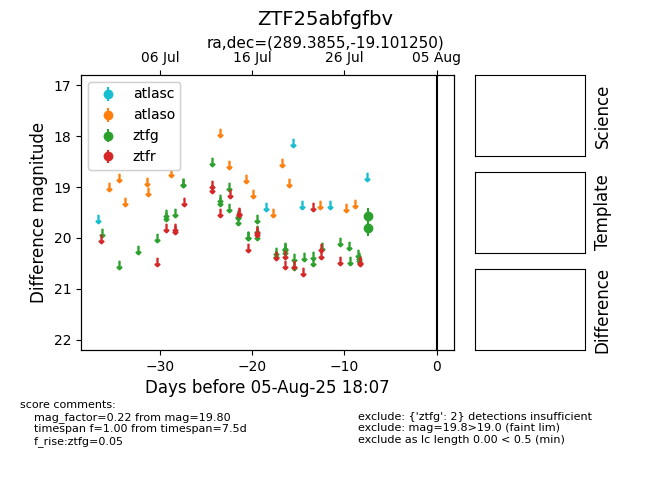 ZTF25abfgfbv
ra,dec=(289.3855,-19.101250)
06 Jul 16 Jul 26 Jul 05 Aug
atlasc
atlaso
ztfg
ztfr
17
18
19
20
21
22
Difference magnitude
−30 −20 −10 0
Days before 05-Aug-25 18:07
Science
Template
Difference
score comments:
mag_factor=0.22 from mag=19.80
timespan f=1.00 from timespan=7.5d
f_rise:ztfg=0.05
exclude: {'ztfg': 2} detections insufficient
exclude: mag=19.8>19.0 (faint lim)
exclude as lc length 0.00 < 0.5 (min)